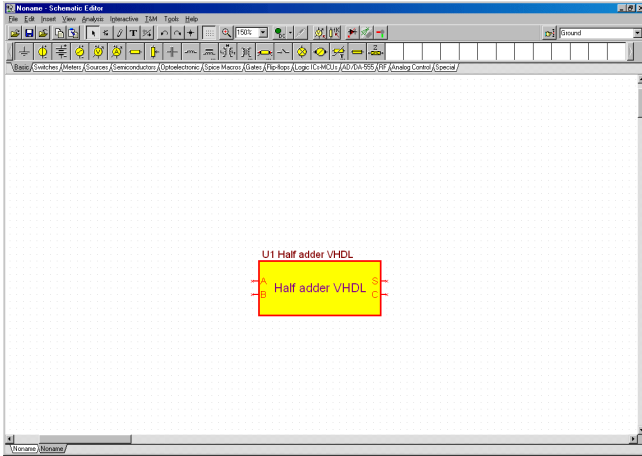 Noname - Schematic Editor
File Edit Insert View Analysis Interactive T&M Tools Help
150% Ground
Basic Switches Meters Sources Semiconductors Optoelectronic Spice Macros Gates Flip-flops Logic ICs-MCUs AD/DA-555 RF Analog Control Special
U1 Half adder VHDL
A S
Half adder VHDL
B C
Noname Noname